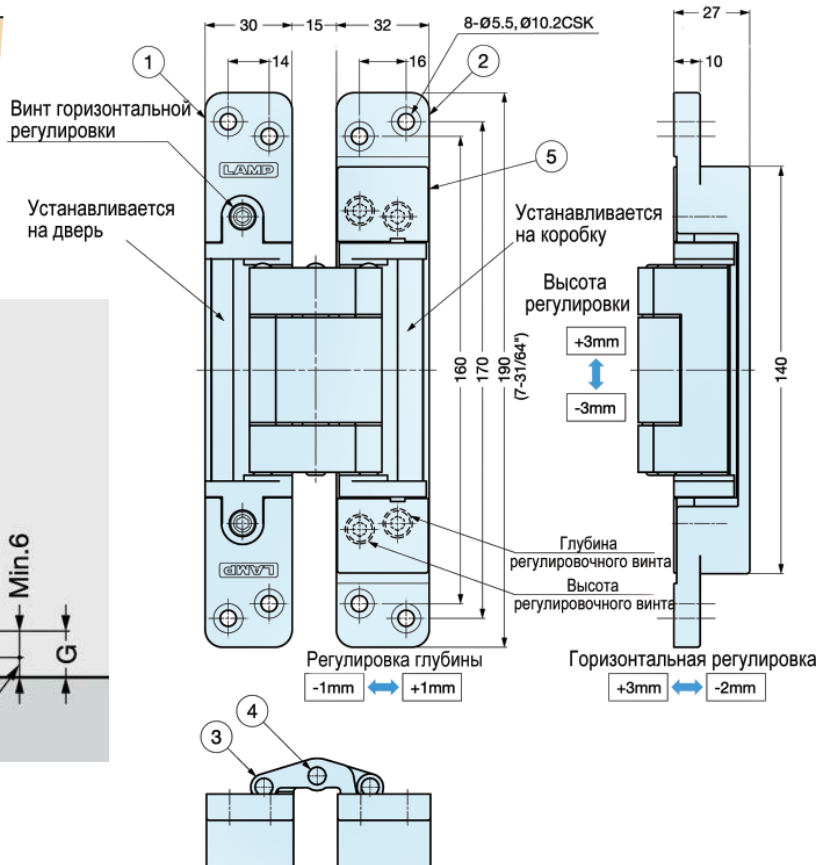 30
15
32
8-Ø5.5, Ø10.2CSK
27
14
16
10
1
2
Винт горизонтальной
регулировки
LAMP
5
Устанавливается
на дверь
Устанавливается
на коробку
Высота
регулировки
+3mm
-3mm
160
170
190
(7-31/64")
140
Min.6
G
Глубина
регулировочного винта
Высота
регулировочного винта
LAMP
Регулировка глубины
-1mm
+1mm
Горизонтальная регулировка
+3mm
-2mm
4
3